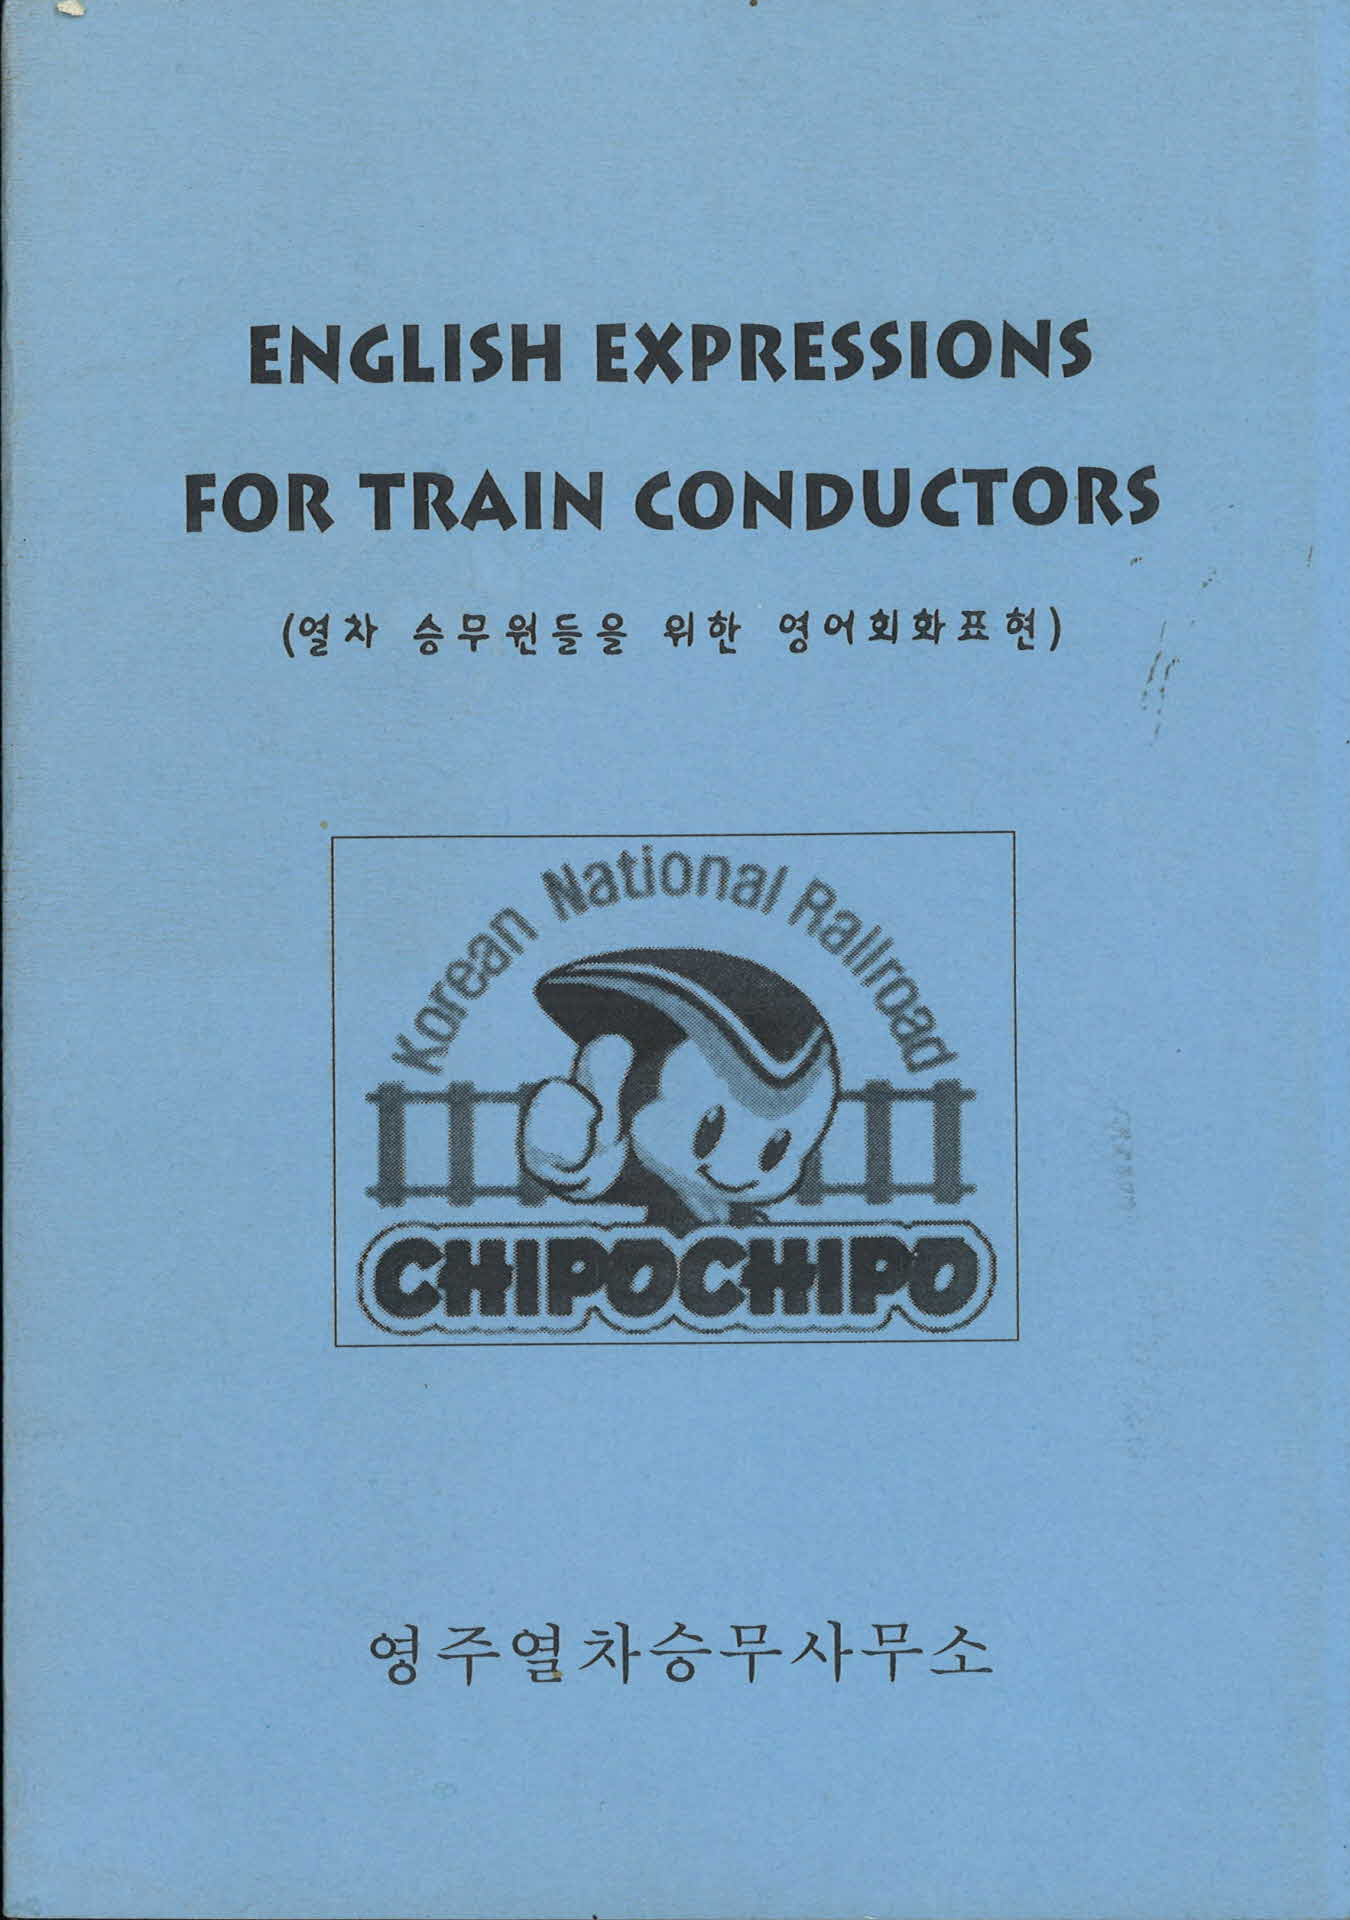 ENGLISH EXPRESSIONS
FOR TRAIN CONDUCTORS
(열차 승무원들을 위한 영어회화표현)
Korean National Railroad
CHIPOCHIPO
영주열차승무사무소